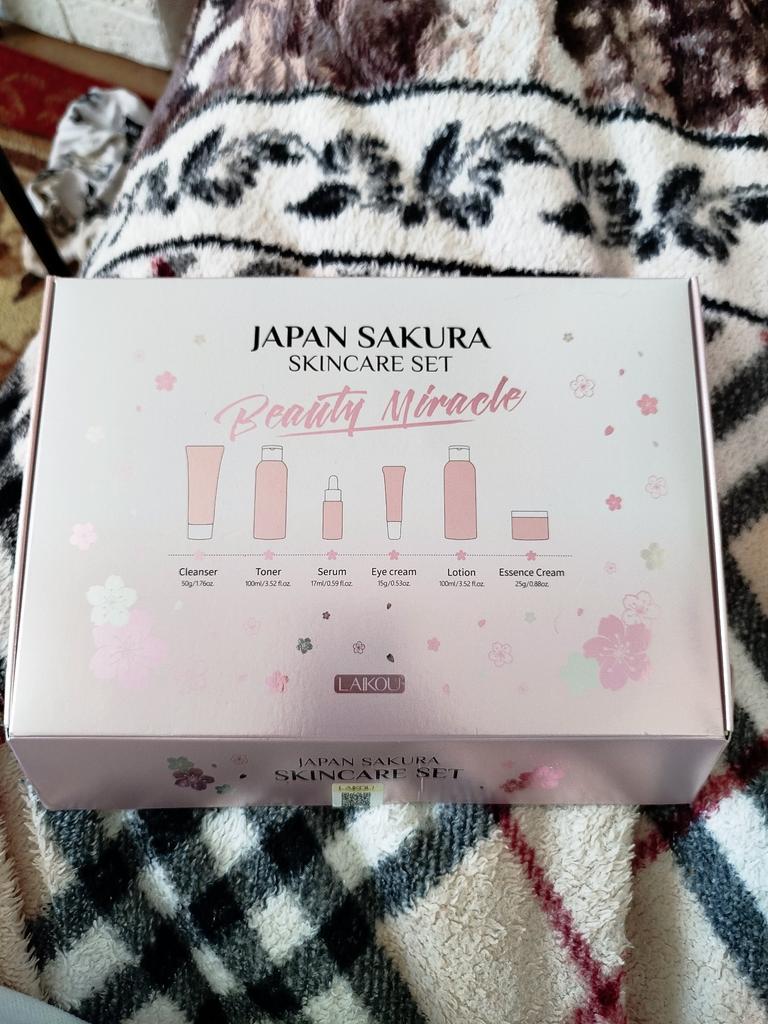 JAPAN SAKURA
SKINCARE SET
Beauty Miracle
Cleanser Toner Serum Eye cream Lotion Essence Cream
50g/1.76oz. 100ml/3.52 fl.oz. 17ml/0.59 fl.oz. 15g/0.53oz. 100ml/3.52 fl.oz. 25g/0.88oz.
LAIKOU
JAPAN SAKURA
SKINCARE SET
LAIKOU